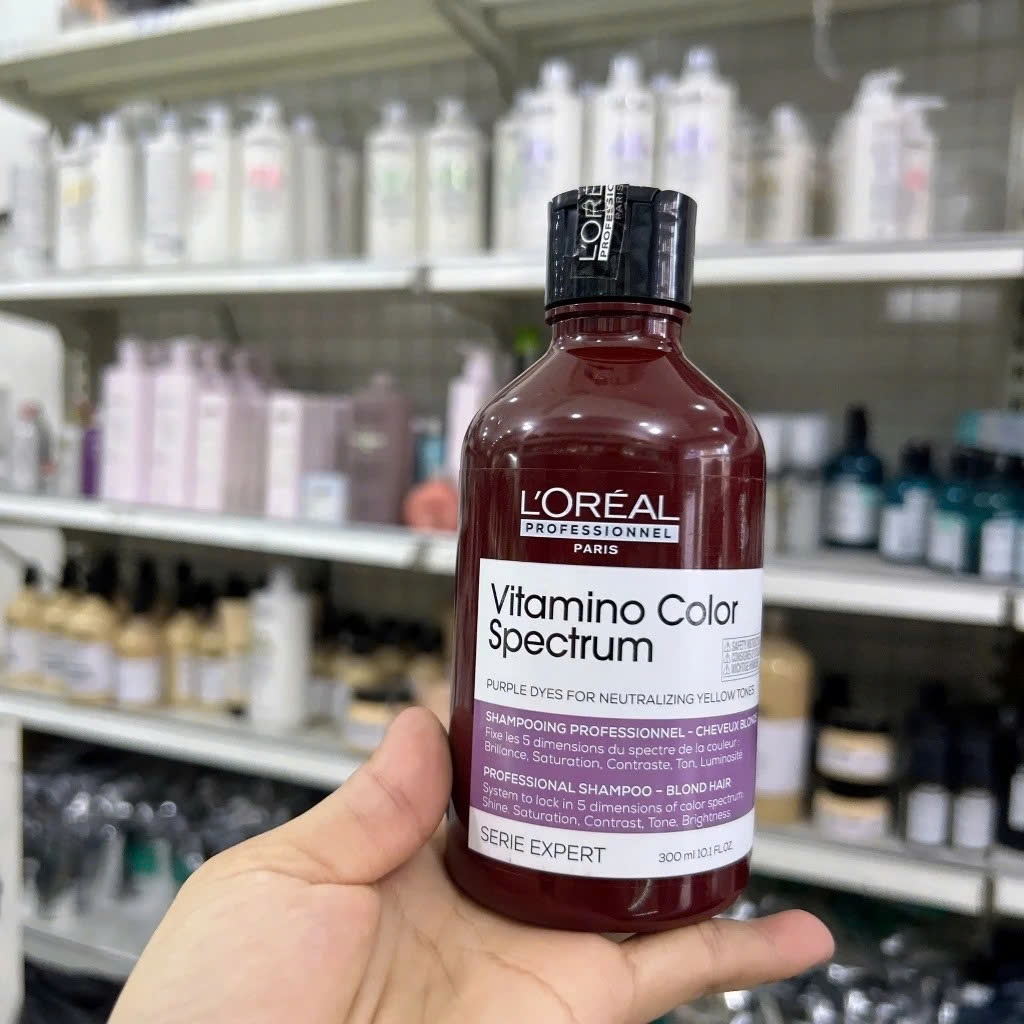 L'ORÉAL
PROFESSIONNEL
PARIS
L'ORÉAL
PROFESSIONNEL
PARIS
Vitamino Color
Spectrum
PURPLE DYES FOR NEUTRALIZING YELLOW TONES
SHAMPOOING PROFESSIONNEL - CHEVEUX BLONDS
Fixe les 5 dimensions du spectre de la couleur :
Brillance, Saturation, Contraste, Ton, Luminosité
PROFESSIONAL SHAMPOO - BLOND HAIR
System to lock in 5 dimensions of color spectrum:
Shine, Saturation, Contrast, Tone, Brightness
SERIE EXPERT
300 ml 10.1 FL.OZ.